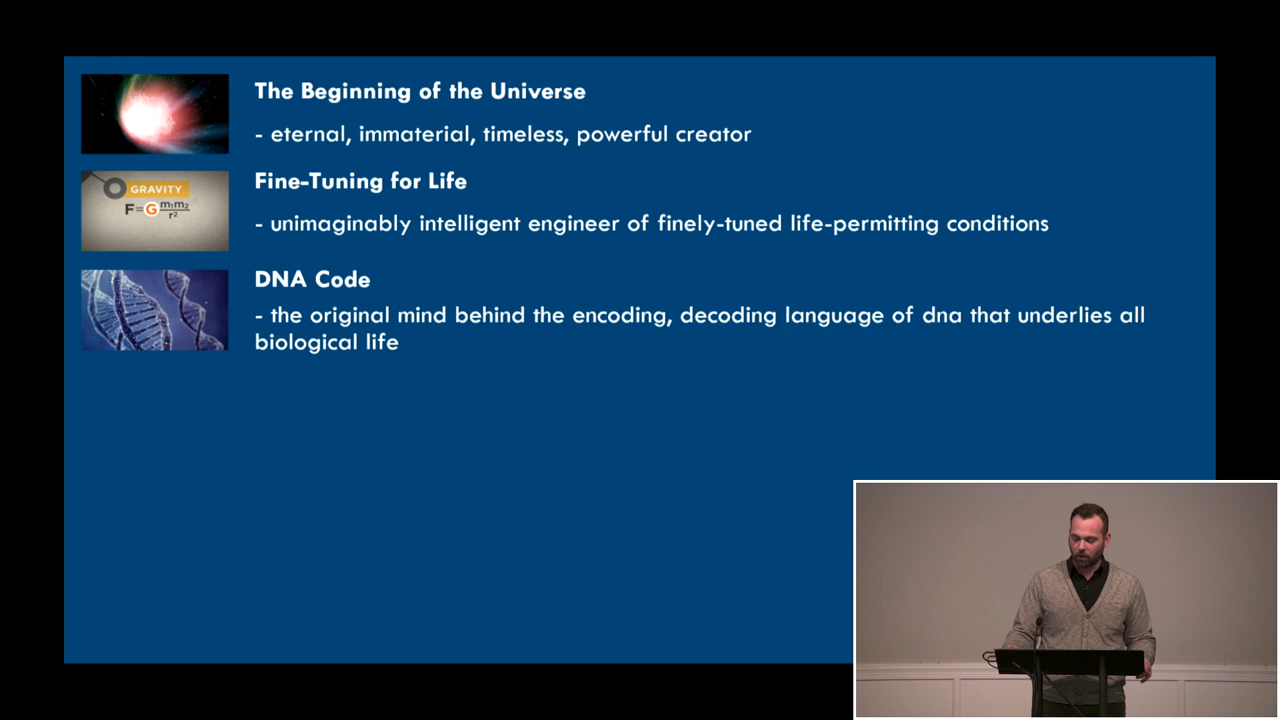 The Beginning of the Universe
- eternal, immaterial, timeless, powerful creator
GRAVITY
F=G m₁m₂
r²
Fine-Tuning for Life
- unimaginably intelligent engineer of finely-tuned life-permitting conditions
DNA Code
- the original mind behind the encoding, decoding language of dna that underlies all
biological life